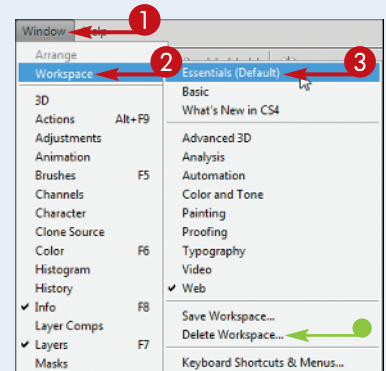 Window Help
1
Arrange
Workspace
2
3D
Actions Alt+F9
Adjustments
Animation
Brushes F5
Channels
Character
Clone Source
Color F6
Histogram
History
✔ Info F8
Layer Comps
✔ Layers F7
Masks
Essentials (Default)
3
Basic
What's New in CS4
Advanced 3D
Analysis
Automation
Color and Tone
Painting
Proofing
Typography
Video
✔ Web
Save Workspace...
Delete Workspace...
Keyboard Shortcuts & Menus...